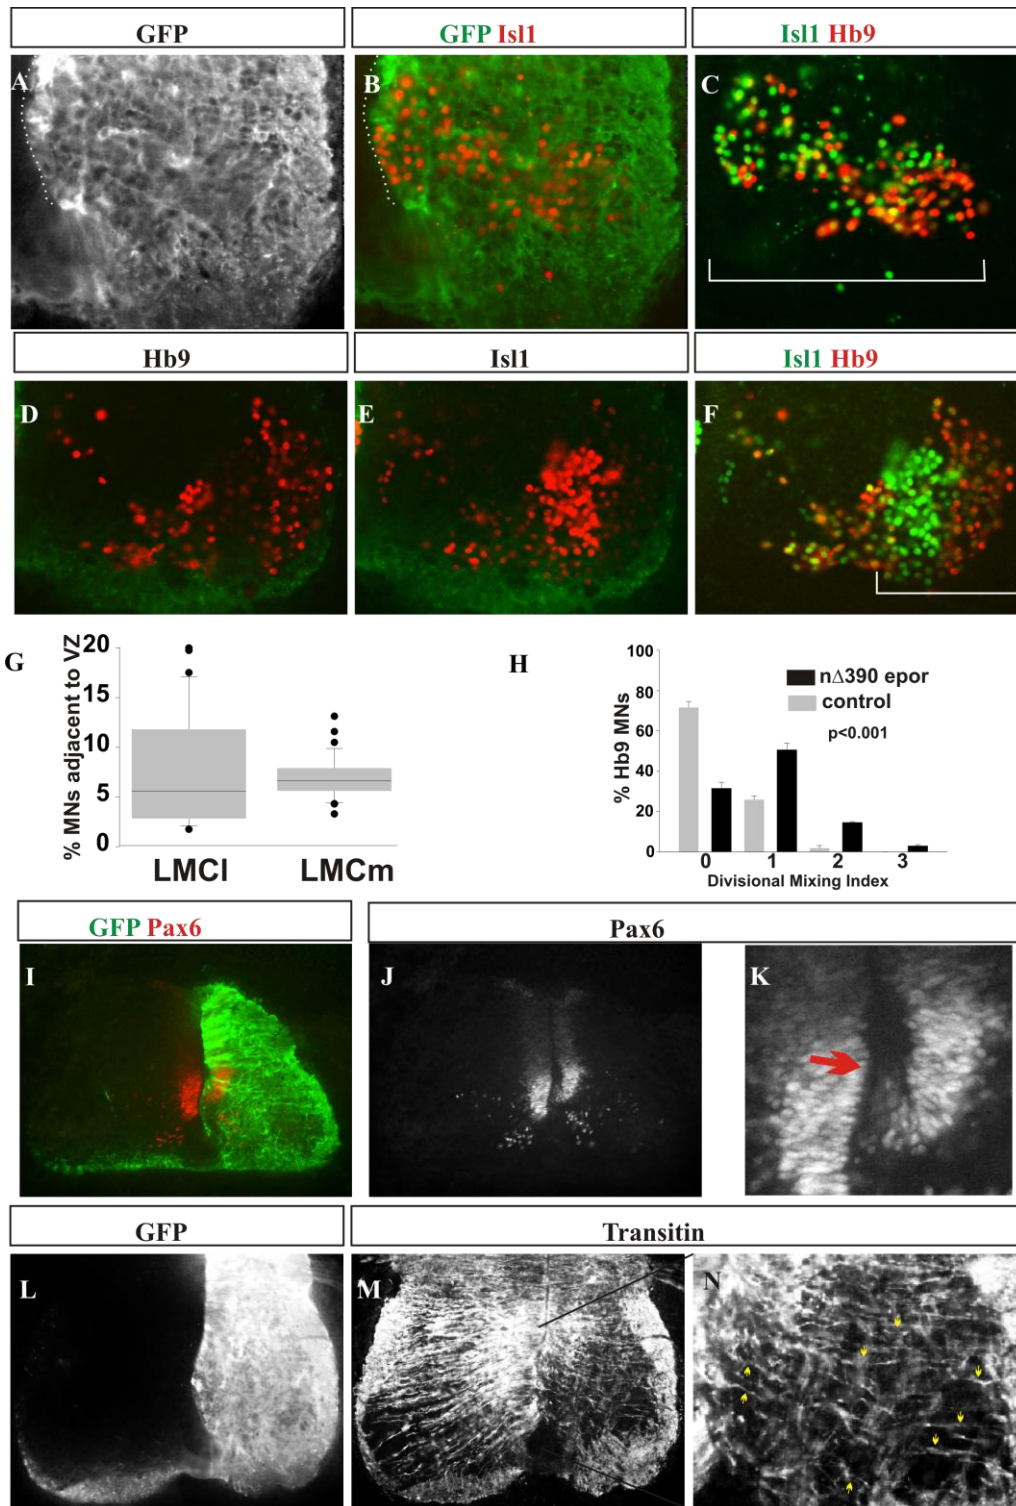 GFP
GFP Isl1
Isl1 Hb9
A
B
C
Hb9
Isl1
Isl1 Hb9
D
E
F
G
% MNs adjacent to VZ
20
15
10
5
0
LMCl
LMCm
H
% Hb9 MNs
100
80
60
40
20
0
n∆390 epor
control
p<0.001
0 1 2 3
Divisional Mixing Index
GFP Pax6
Pax6
I
J
K
GFP
Transitin
L
M
N